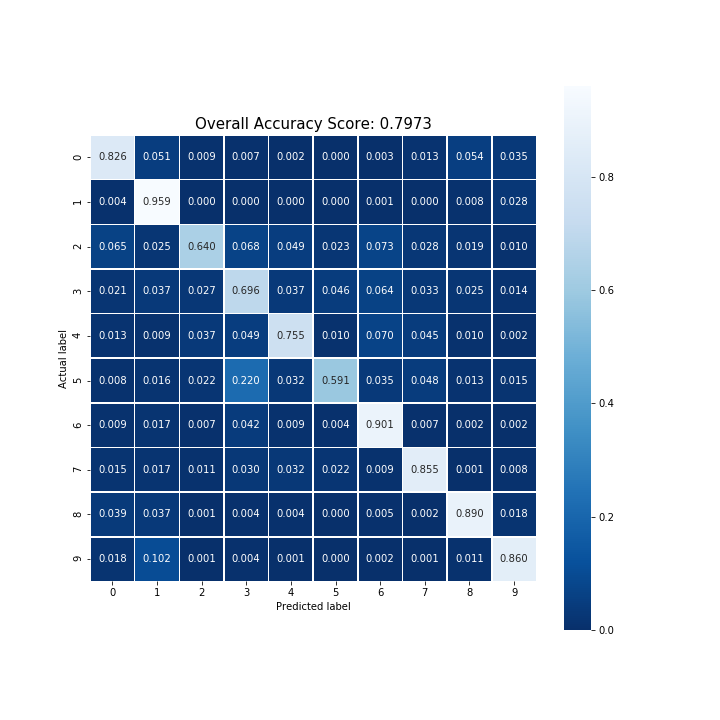 Overall Accuracy Score: 0.7973
0 0.826 0.051 0.009 0.007 0.002 0.000 0.003 0.013 0.054 0.035
1 0.004 0.959 0.000 0.000 0.000 0.000 0.001 0.000 0.008 0.028
2 0.065 0.025 0.640 0.068 0.049 0.023 0.073 0.028 0.019 0.010
3 0.021 0.037 0.027 0.696 0.037 0.046 0.064 0.033 0.025 0.014
4 0.013 0.009 0.037 0.049 0.755 0.010 0.070 0.045 0.010 0.002
5 0.008 0.016 0.022 0.220 0.032 0.591 0.035 0.048 0.013 0.015
6 0.009 0.017 0.007 0.042 0.009 0.004 0.901 0.007 0.002 0.002
7 0.015 0.017 0.011 0.030 0.032 0.022 0.009 0.855 0.001 0.008
8 0.039 0.037 0.001 0.004 0.004 0.000 0.005 0.002 0.890 0.018
9 0.018 0.102 0.001 0.004 0.001 0.000 0.002 0.001 0.011 0.860
0 1 2 3 4 5 6 7 8 9
Predicted label
Actual label
0.8
0.6
0.4
0.2
0.0